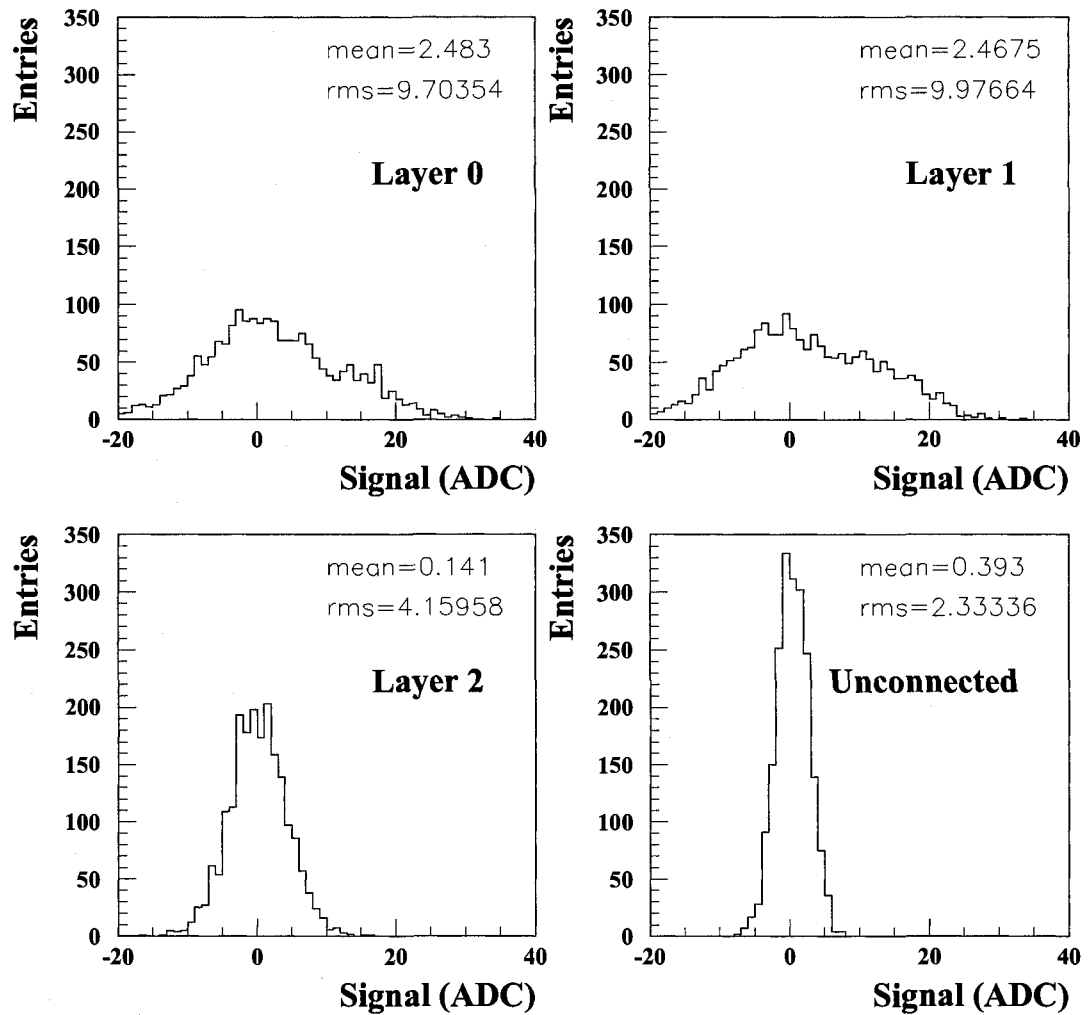 Entries
350
300
250
200
150
100
50
0
mean=2.483
rms=9.70354
Layer 0
-20
0
20
40
Signal (ADC)
Entries
350
300
250
200
150
100
50
0
mean=2.4675
rms=9.97664
Layer 1
-20
0
20
40
Signal (ADC)
Entries
350
300
250
200
150
100
50
0
mean=0.141
rms=4.15958
Layer 2
-20
0
20
40
Signal (ADC)
Entries
350
300
250
200
150
100
50
0
mean=0.393
rms=2.33336
Unconnected
-20
0
20
40
Signal (ADC)